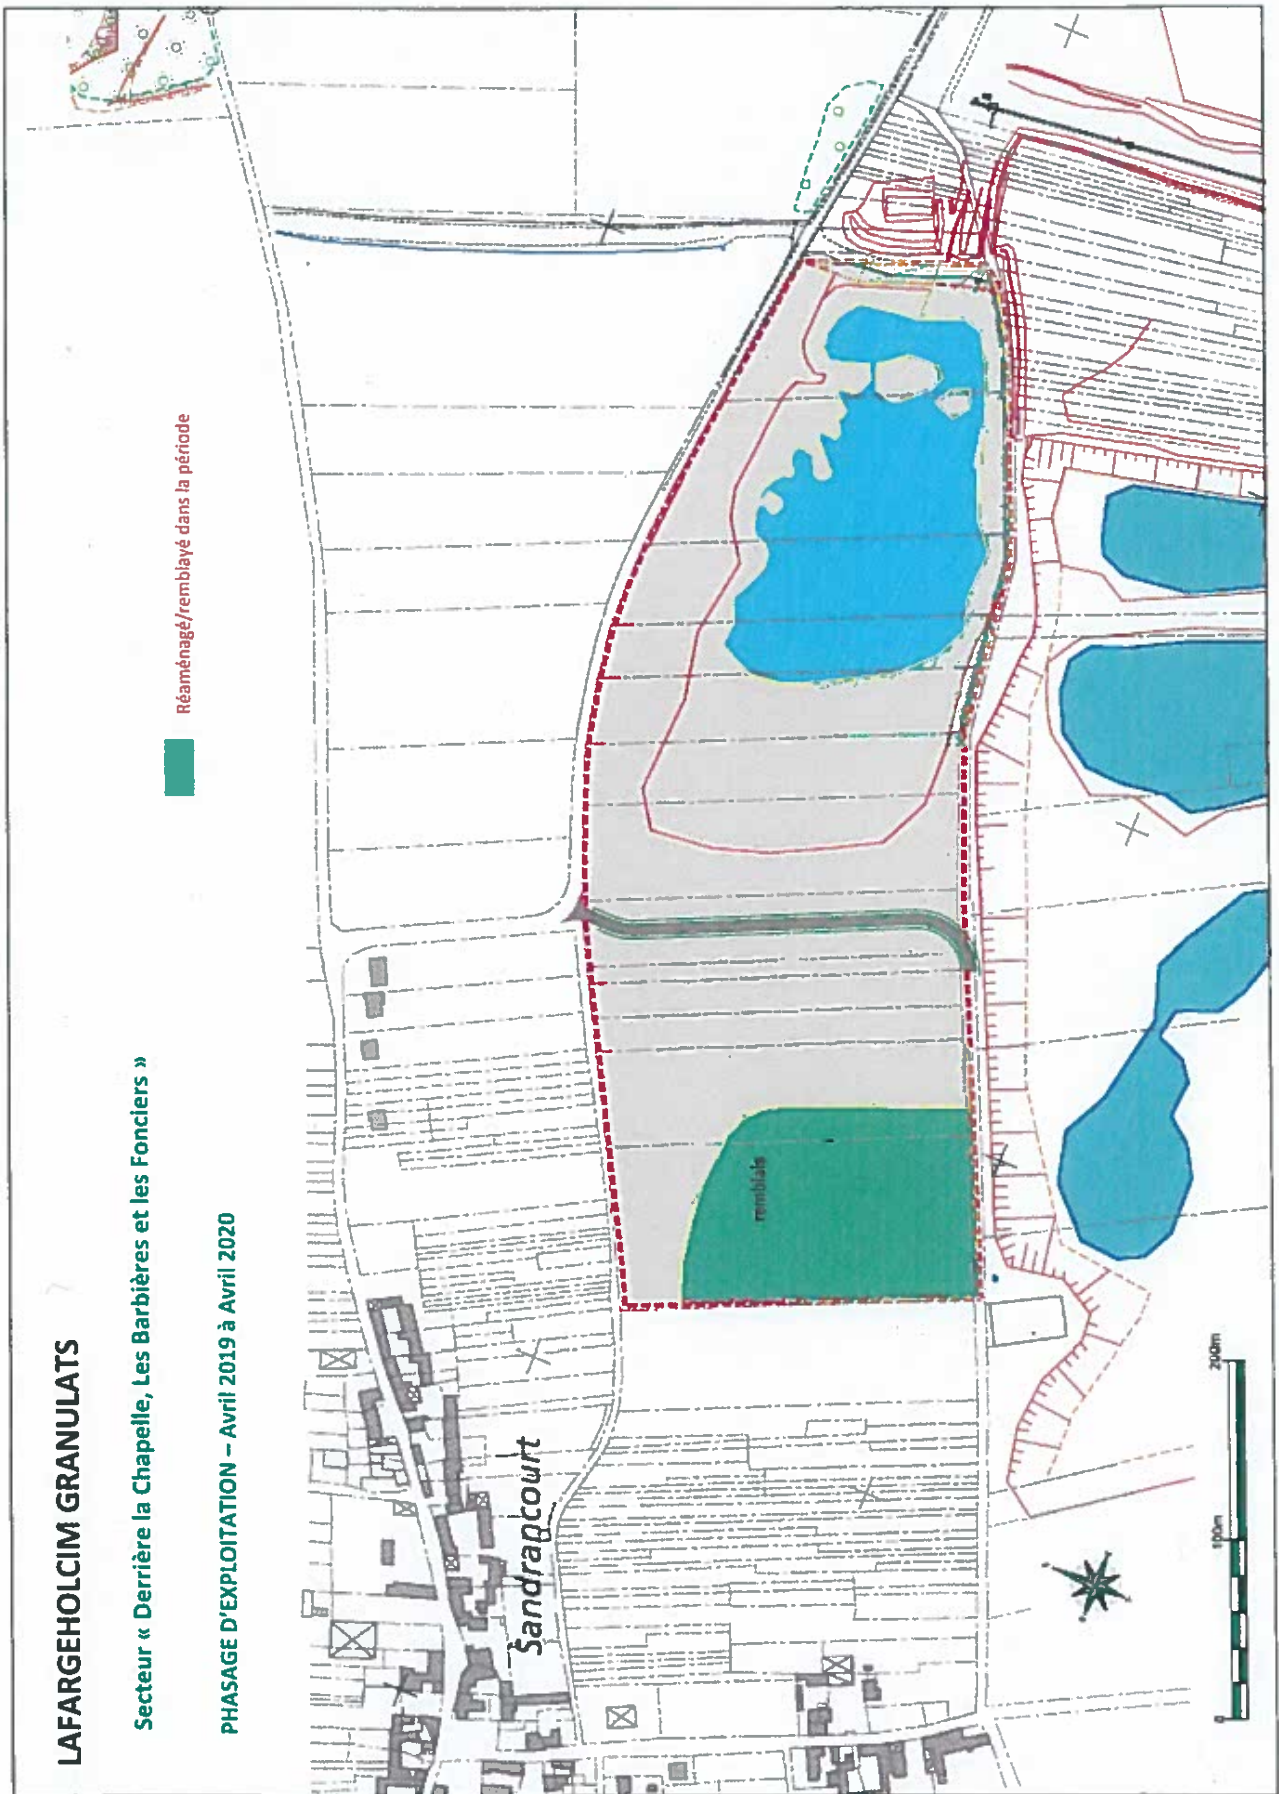 LAFARGEHOLCIM GRANULATS
Secteur « Derrière la Chapelle, Les Barbières et les Fonciers »
PHASAGE D'EXPLOITATION – Avril 2019 à Avril 2020
Réaménagé/remblayé dans la période
Sandrancourt
remblais
0
100m
200m